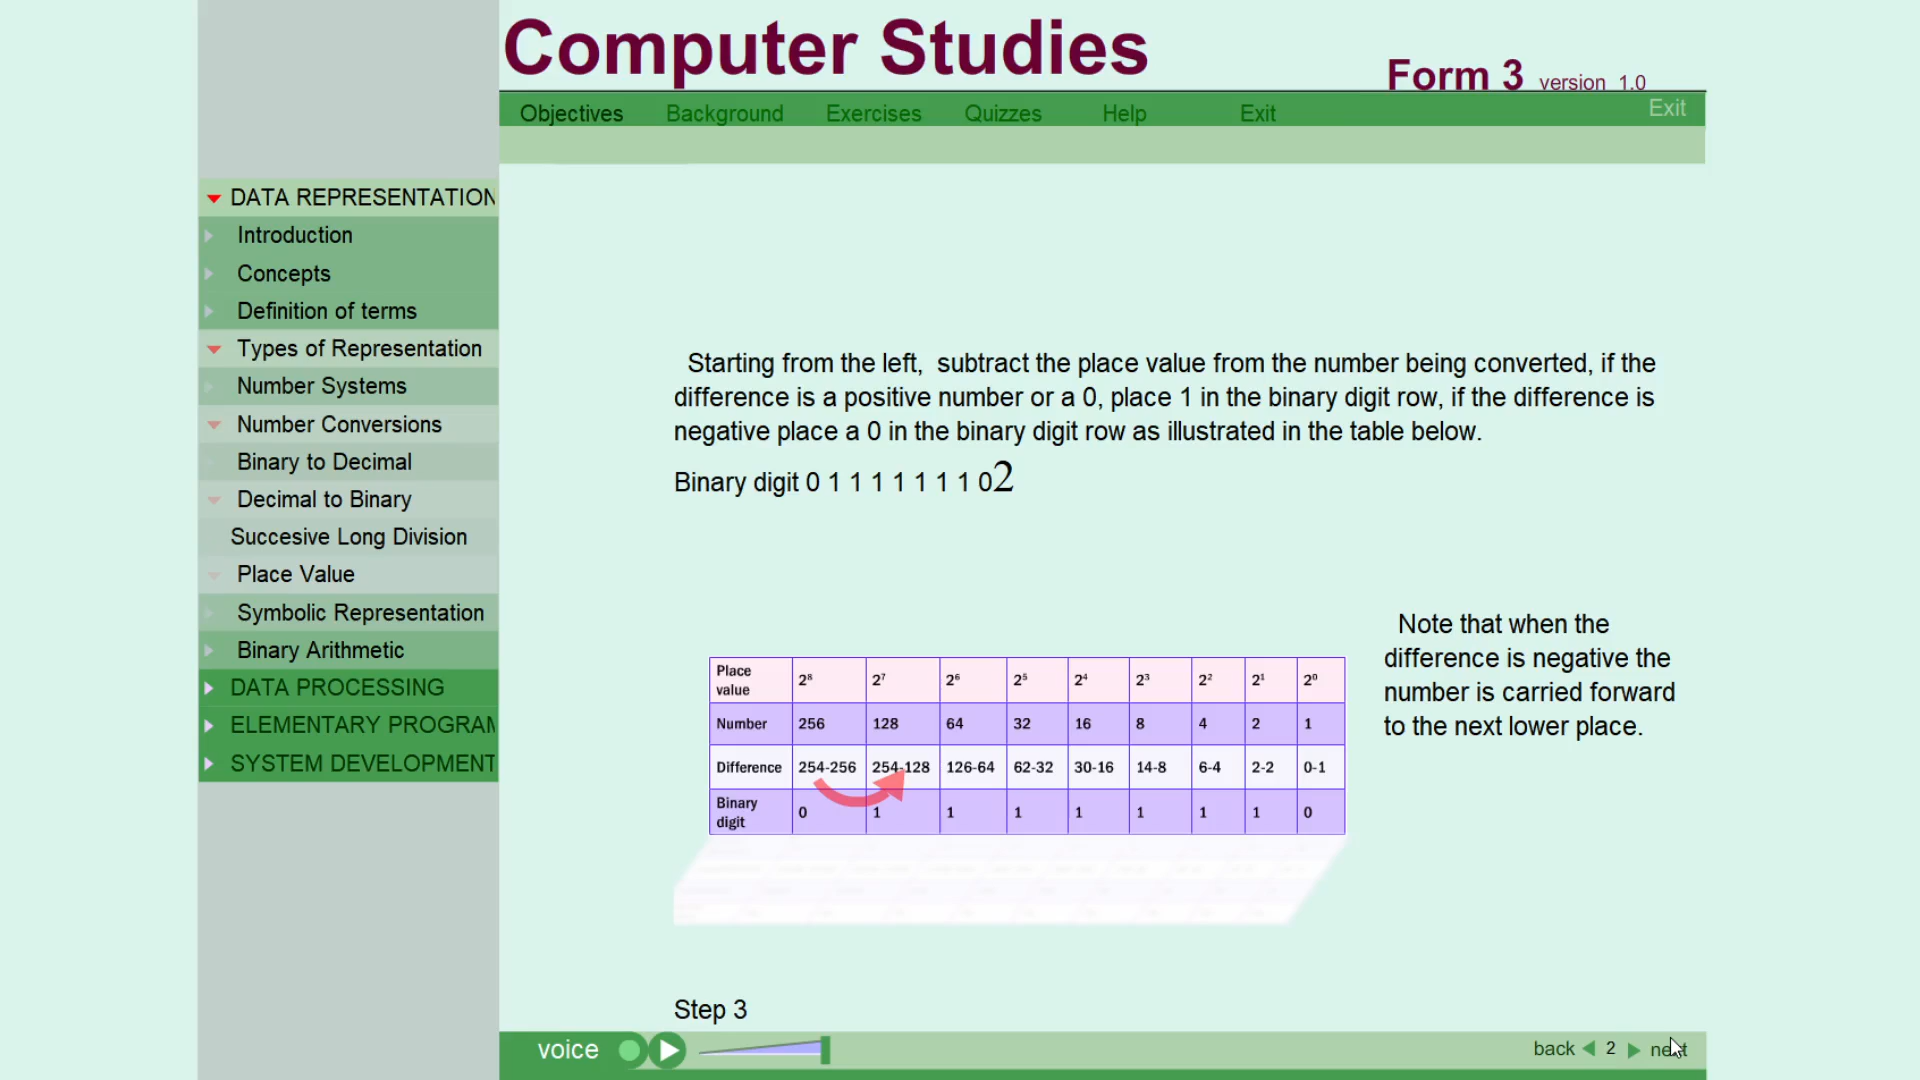 Computer Studies
Form 3 version 1.0
Objectives Background Exercises Quizzes Help Exit Exit
DATA REPRESENTATION
Introduction
Concepts
Definition of terms
Types of Representation
Number Systems
Number Conversions
Binary to Decimal
Decimal to Binary
Succesive Long Division
Place Value
Symbolic Representation
Binary Arithmetic
DATA PROCESSING
ELEMENTARY PROGRAM
SYSTEM DEVELOPMENT
Starting from the left, subtract the place value from the number being converted, if the
difference is a positive number or a 0, place 1 in the binary digit row, if the difference is
negative place a 0 in the binary digit row as illustrated in the table below.
Binary digit 0 1 1 1 1 1 1 1 02
Place value 2⁸ 2⁷ 2⁶ 2⁵ 2⁴ 2³ 2² 2¹ 2⁰
Number 256 128 64 32 16 8 4 2 1
Difference 254-256 254-128 126-64 62-32 30-16 14-8 6-4 2-2 0-1
Binary digit 0 1 1 1 1 1 1 1 0
Note that when the
difference is negative the
number is carried forward
to the next lower place.
Step 3
voice
back 2 next